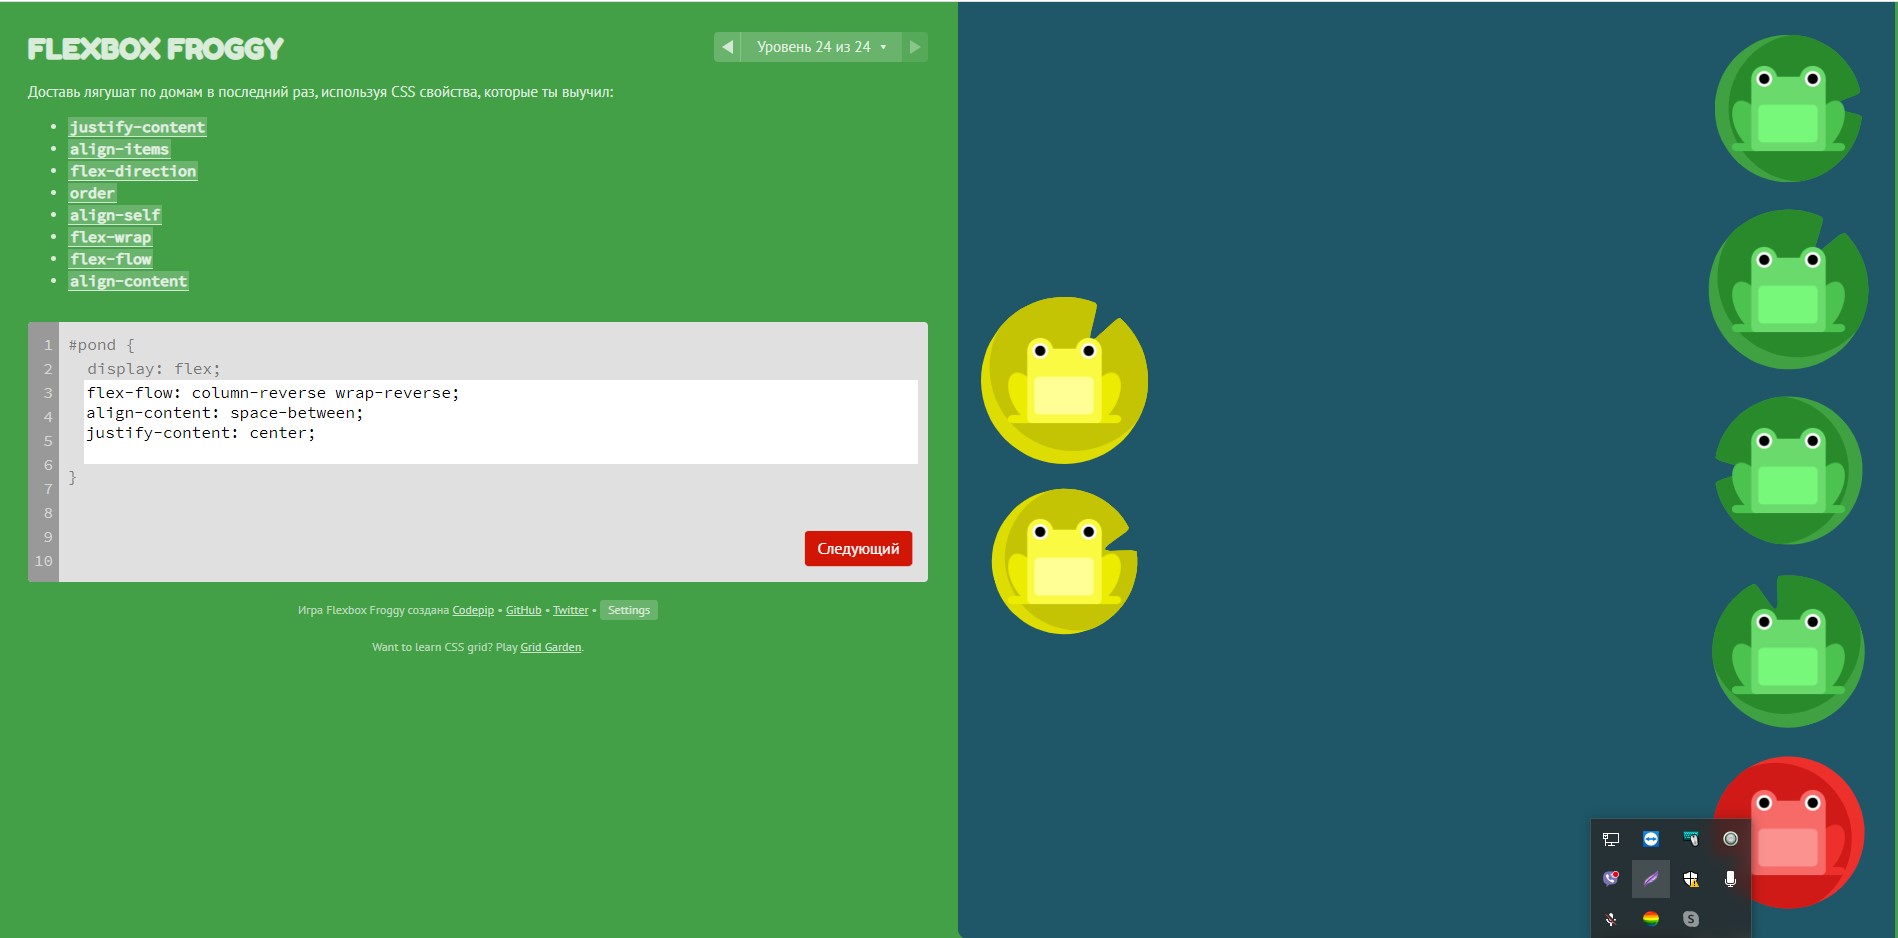 FLEXBOX FROGGY
Уровень 24 из 24
Доставь лягушат по домам в последний раз, используя CSS свойства, которые ты выучил:
• justify-content
• align-items
• flex-direction
• order
• align-self
• flex-wrap
• flex-flow
• align-content
1 #pond {
2 display: flex;
3 flex-flow: column-reverse wrap-reverse;
4 align-content: space-between;
5 justify-content: center;
6
7 }
8
9
10
Следующий
Игра Flexbox Froggy создана Codepip • GitHub • Twitter • Settings
Want to learn CSS grid? Play Grid Garden.
S